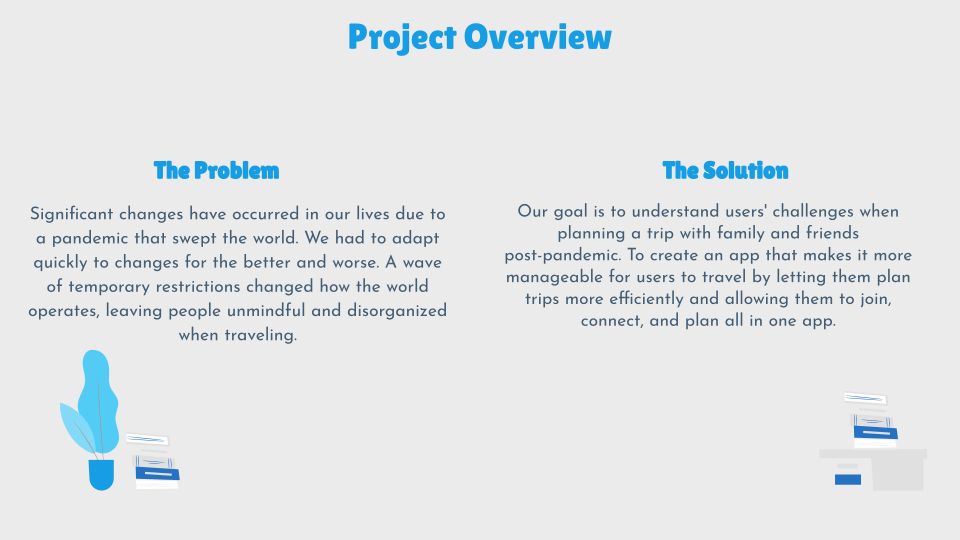 Project Overview
The Problem
Significant changes have occurred in our lives due to
a pandemic that swept the world. We had to adapt
quickly to changes for the better and worse. A wave
of temporary restrictions changed how the world
operates, leaving people unmindful and disorganized
when traveling.
The Solution
Our goal is to understand users' challenges when
planning a trip with family and friends
post-pandemic. To create an app that makes it more
manageable for users to travel by letting them plan
trips more efficiently and allowing them to join,
connect, and plan all in one app.